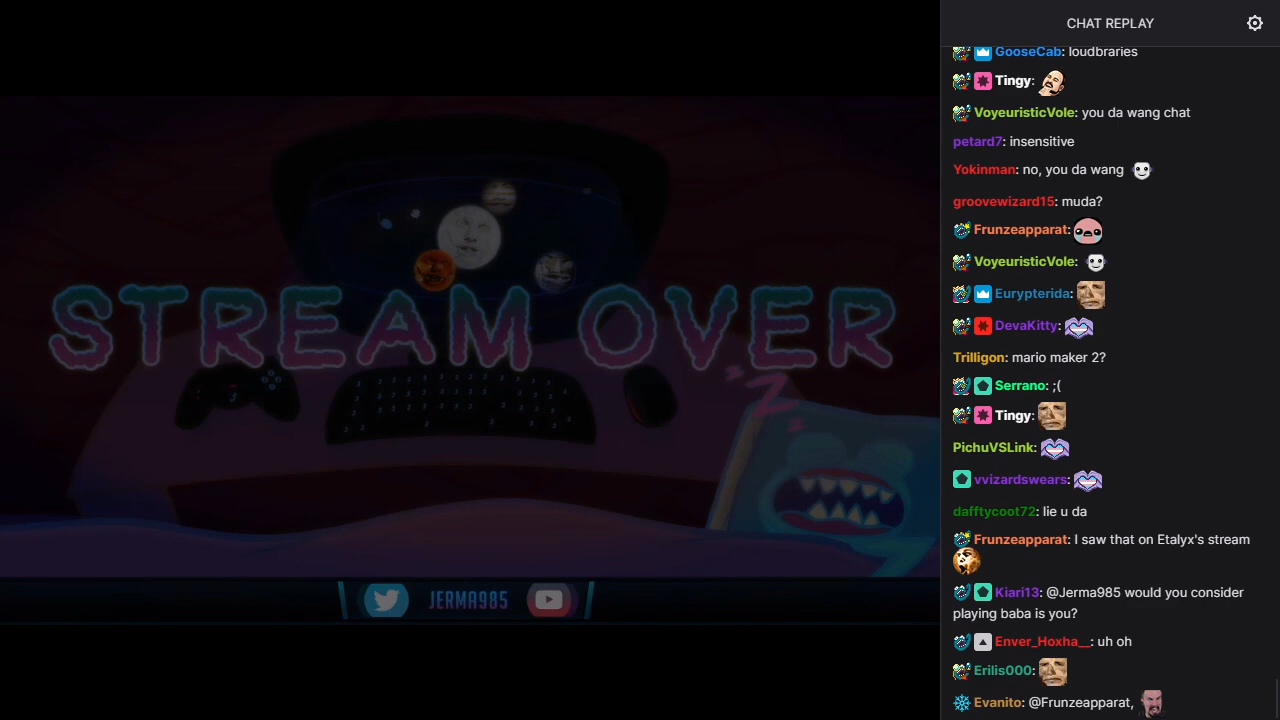 CHAT REPLAY
GooseCab: loudbraries
Tingy:
VoyeuristicVole: you da wang chat
petard7: insensitive
Yokinman: no, you da wang
groovewizard15: muda?
Frunzeapparat:
VoyeuristicVole:
Eurypterida:
DevaKitty:
Trilligon: mario maker 2?
Serrano: ;(
Tingy:
PichuVSLink:
vvizardswears:
dafftycoot72: lie u da
Frunzeapparat: I saw that on Etalyx's stream
Kiari13: @Jerma985 would you consider
playing baba is you?
Enver_Hoxha__: uh oh
Erilis000:
Evanito: @Frunzeapparat,
STREAM OVER
Z
Z
JERMA985